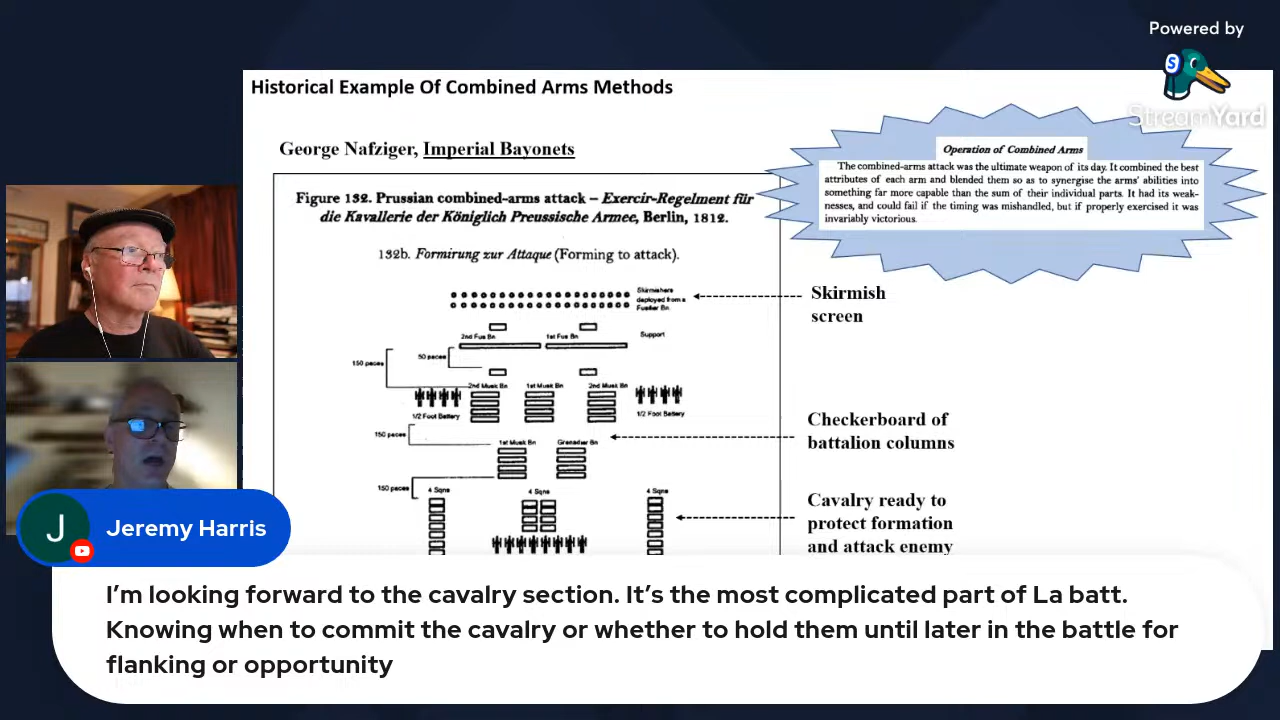 Powered by
S
StreamYard
Historical Example Of Combined Arms Methods
George Nafziger, Imperial Bayonets
Operation of Combined Arms
The combined-arms attack was the ultimate weapon of its day. It combined the best
attributes of each arm and blended them so as to synergise the arms' abilities into
something far more capable than the sum of their individual parts. It had its weak-
nesses, and could fail if the timing was mishandled, but if properly exercised it was
invariably victorious.
Figure 132. Prussian combined-arms attack – Exercir-Regelment für
die Kavallerie der Königlich Preussische Armee, Berlin, 1812.
132b. Formirung zur Attaque (Forming to attack).
Skirmishers
deployed from a
Fusilier Bn
Skirmish
screen
2nd Fus Bn
1st Fus Bn
Support
150 paces
50 paces
2nd Musk Bn
1st Musk Bn
2nd Musk Bn
1/2 Foot Battery
1/2 Foot Battery
Checkerboard of
battalion columns
150 paces
1st Musk Bn
Grenadier Bn
150 paces
4 Sqns
4 Sqns
4 Sqns
Cavalry ready to
protect formation
and attack enemy
J
Jeremy Harris
I'm looking forward to the cavalry section. It's the most complicated part of La batt.
Knowing when to commit the cavalry or whether to hold them until later in the battle for
flanking or opportunity